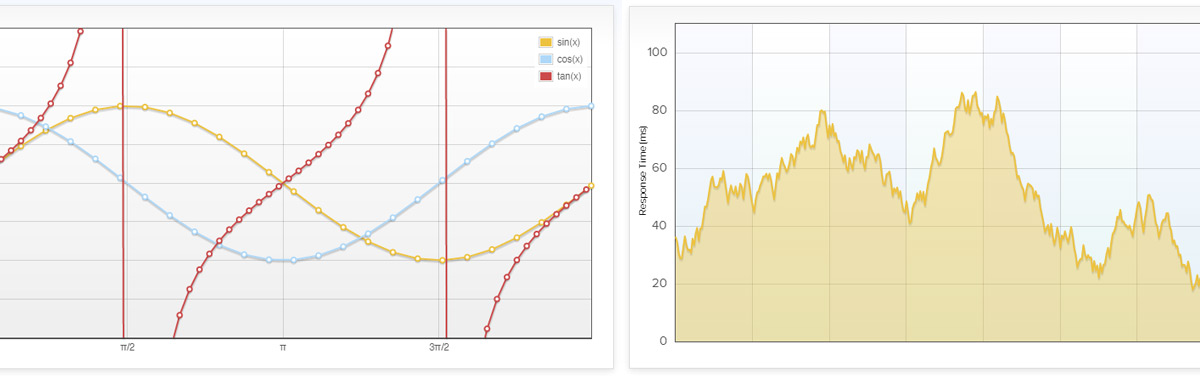 sin(x)
cos(x)
tan(x)
π/2
π
3π/2
100
80
60
40
20
0
Response Time (ms)